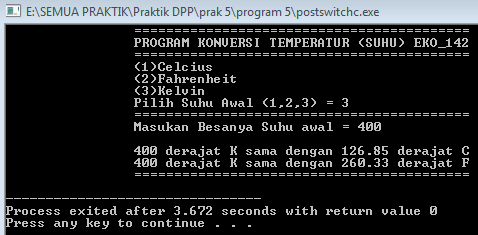 E:\SEMUA PRAKTIK\Praktik DPP\prak 5\program 5\postswitchc.exe
==========================================
PROGRAM KONVERSI TEMPERATUR (SUHU) EKO_142
==========================================
(1)Celcius
(2)Fahrenheit
(3)Kelvin
Pilih Suhu Awal (1,2,3) = 3
==========================================
Masukan Besanya Suhu awal = 400
400 derajat K sama dengan 126.85 derajat C
400 derajat K sama dengan 260.33 derajat F
==========================================
--------------------------------
Process exited after 3.672 seconds with return value 0
Press any key to continue . . .